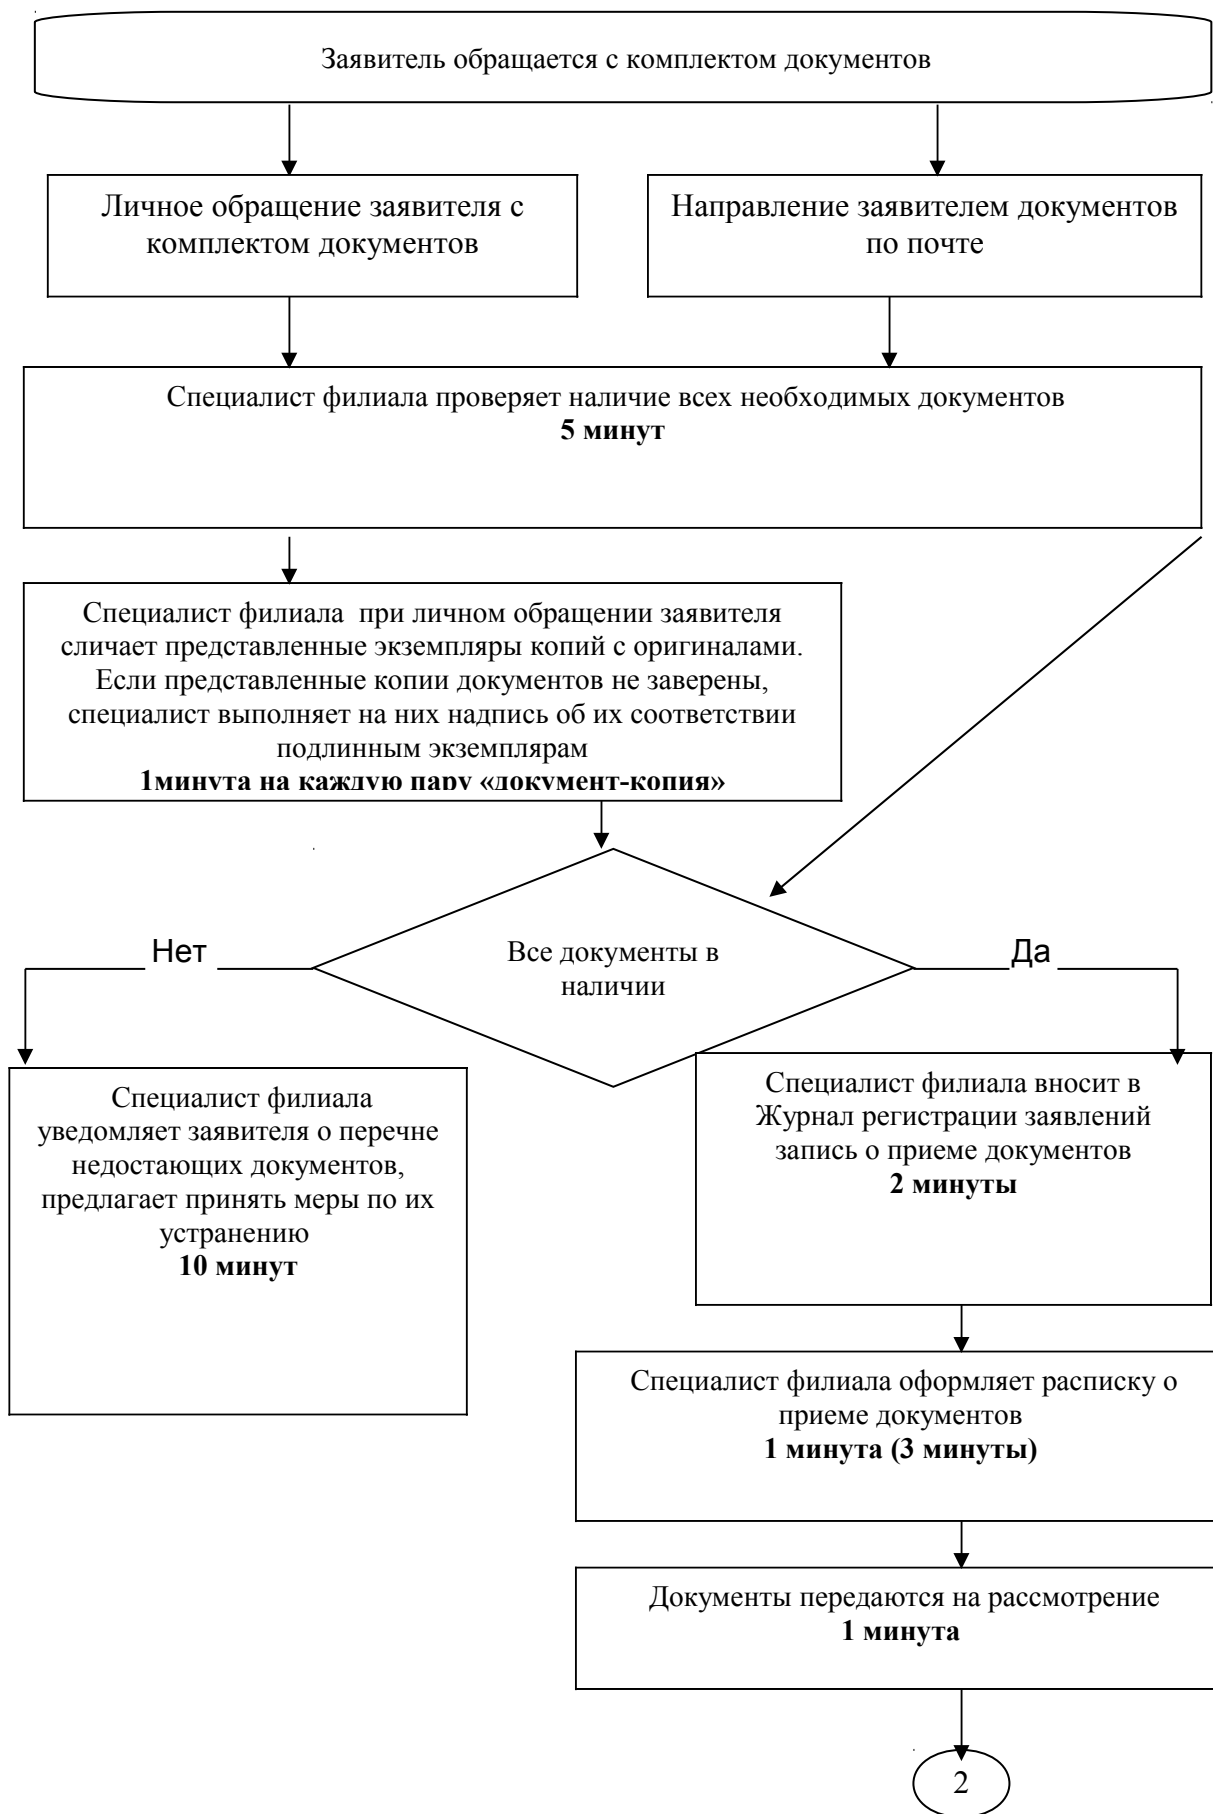 Заявитель обращается с комплектом документов
Личное обращение заявителя с
комплектом документов
Направление заявителем документов
по почте
Специалист филиала проверяет наличие всех необходимых документов
5 минут
Специалист филиала при личном обращении заявителя
сличает представленные экземпляры копий с оригиналами.
Если представленные копии документов не заверены,
специалист выполняет на них надпись об их соответствии
подлинным экземплярам
1минута на каждую пару «документ-копия»
Нет
Все документы в
наличии
Да
Специалист филиала
уведомляет заявителя о перечне
недостающих документов,
предлагает принять меры по их
устранению
10 минут
Специалист филиала вносит в
Журнал регистрации заявлений
запись о приеме документов
2 минуты
Специалист филиала оформляет расписку о
приеме документов
1 минута (3 минуты)
Документы передаются на рассмотрение
1 минута
2